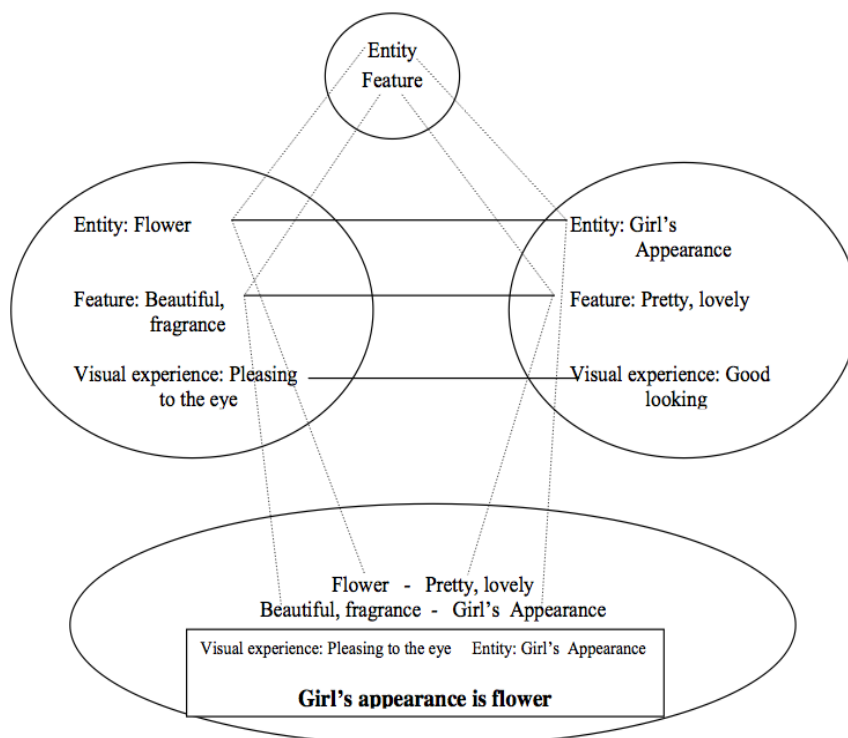 Entity
Feature
Entity: Flower
Feature: Beautiful,
fragrance
Visual experience: Pleasing
to the eye
Entity: Girl's
Appearance
Feature: Pretty, lovely
Visual experience: Good
looking
Flower - Pretty, lovely
Beautiful, fragrance - Girl's Appearance
Visual experience: Pleasing to the eye Entity: Girl's Appearance
Girl's appearance is flower